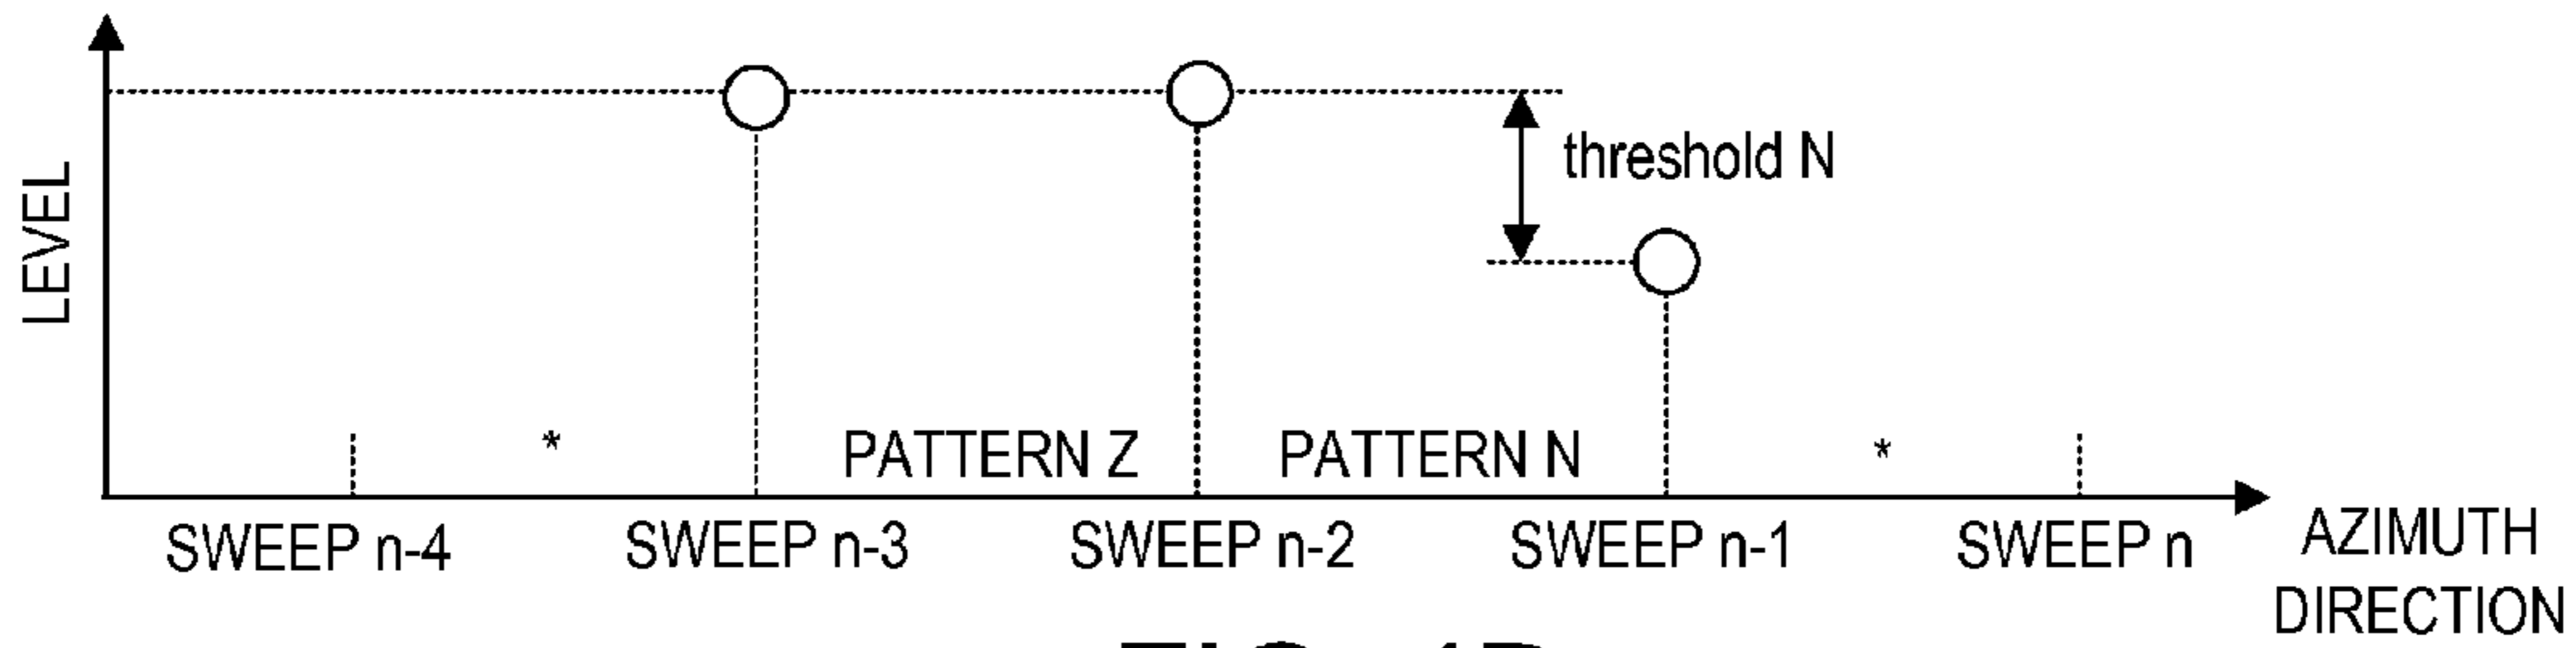 LEVEL
threshold N
* PATTERN Z PATTERN N *
SWEEP n-4 SWEEP n-3 SWEEP n-2 SWEEP n-1 SWEEP n
AZIMUTH
DIRECTION